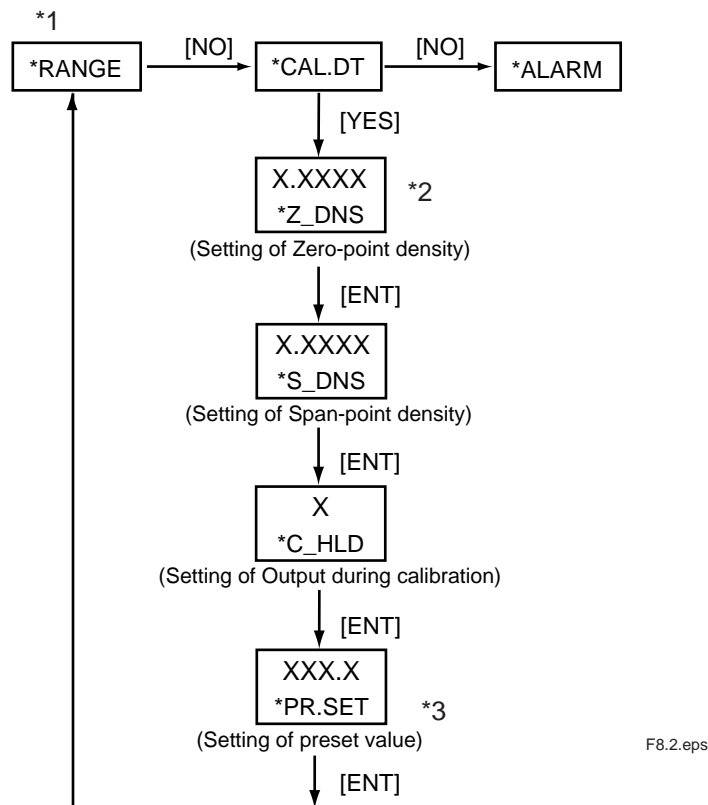 *1
*RANGE
[NO]
*CAL.DT
[NO]
*ALARM
[YES]
X.XXXX
*Z_DNS
*2
(Setting of Zero-point density)
[ENT]
X.XXXX
*S_DNS
(Setting of Span-point density)
[ENT]
X
*C_HLD
(Setting of Output during calibration)
[ENT]
XXX.X
*PR.SET
*3
(Setting of preset value)
F8.2.eps
[ENT]